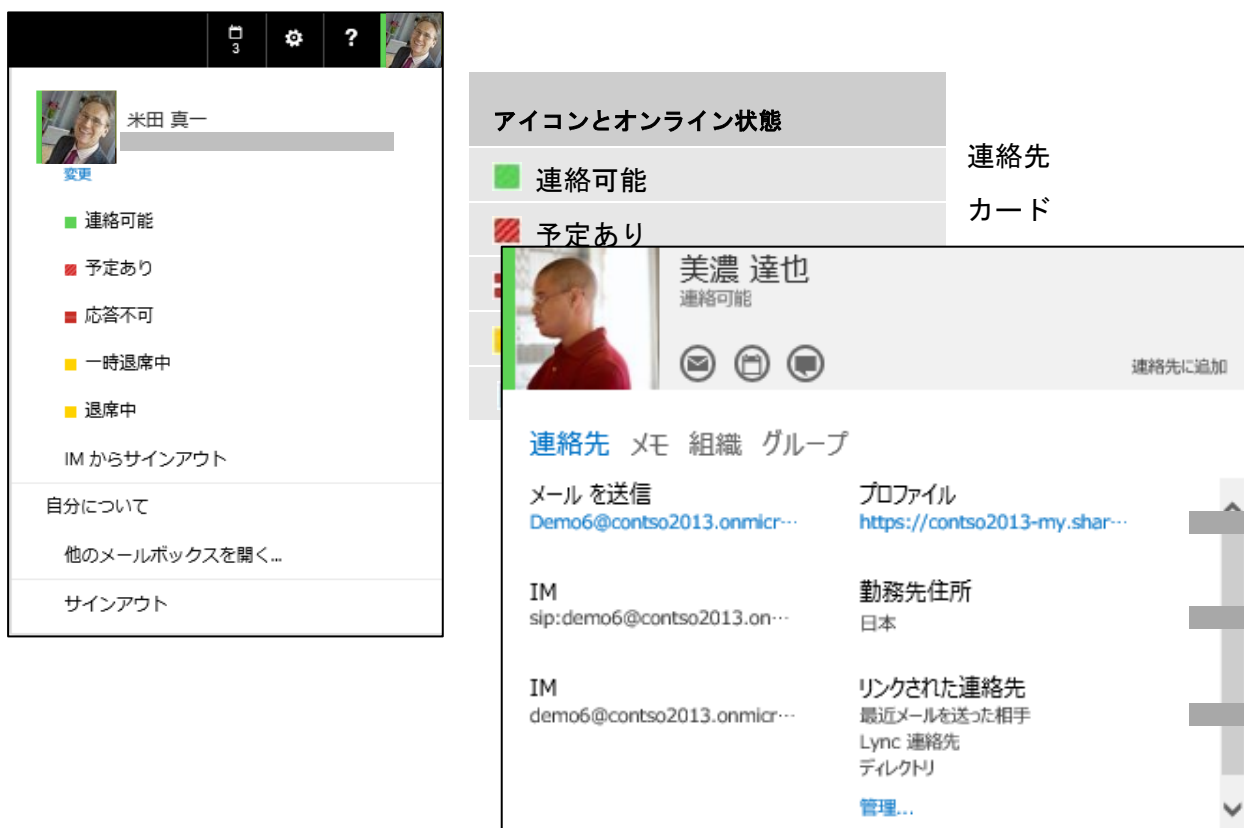 3
?
米田 真一
変更
連絡可能
予定あり
応答不可
一時退席中
退席中
IM からサインアウト
自分について
他のメールボックスを開く...
サインアウト
アイコンとオンライン状態
連絡可能
予定あり
連絡先
カード
美濃 達也
連絡可能
連絡先に追加
連絡先 メモ 組織 グループ
メール を送信
Demo6@contso2013.onmicr…
プロファイル
https://contso2013-my.shar…
IM
sip:demo6@contso2013.on…
勤務先住所
日本
IM
demo6@contso2013.onmicr…
リンクされた連絡先
最近メールを送った相手
Lync 連絡先
ディレクトリ
管理...